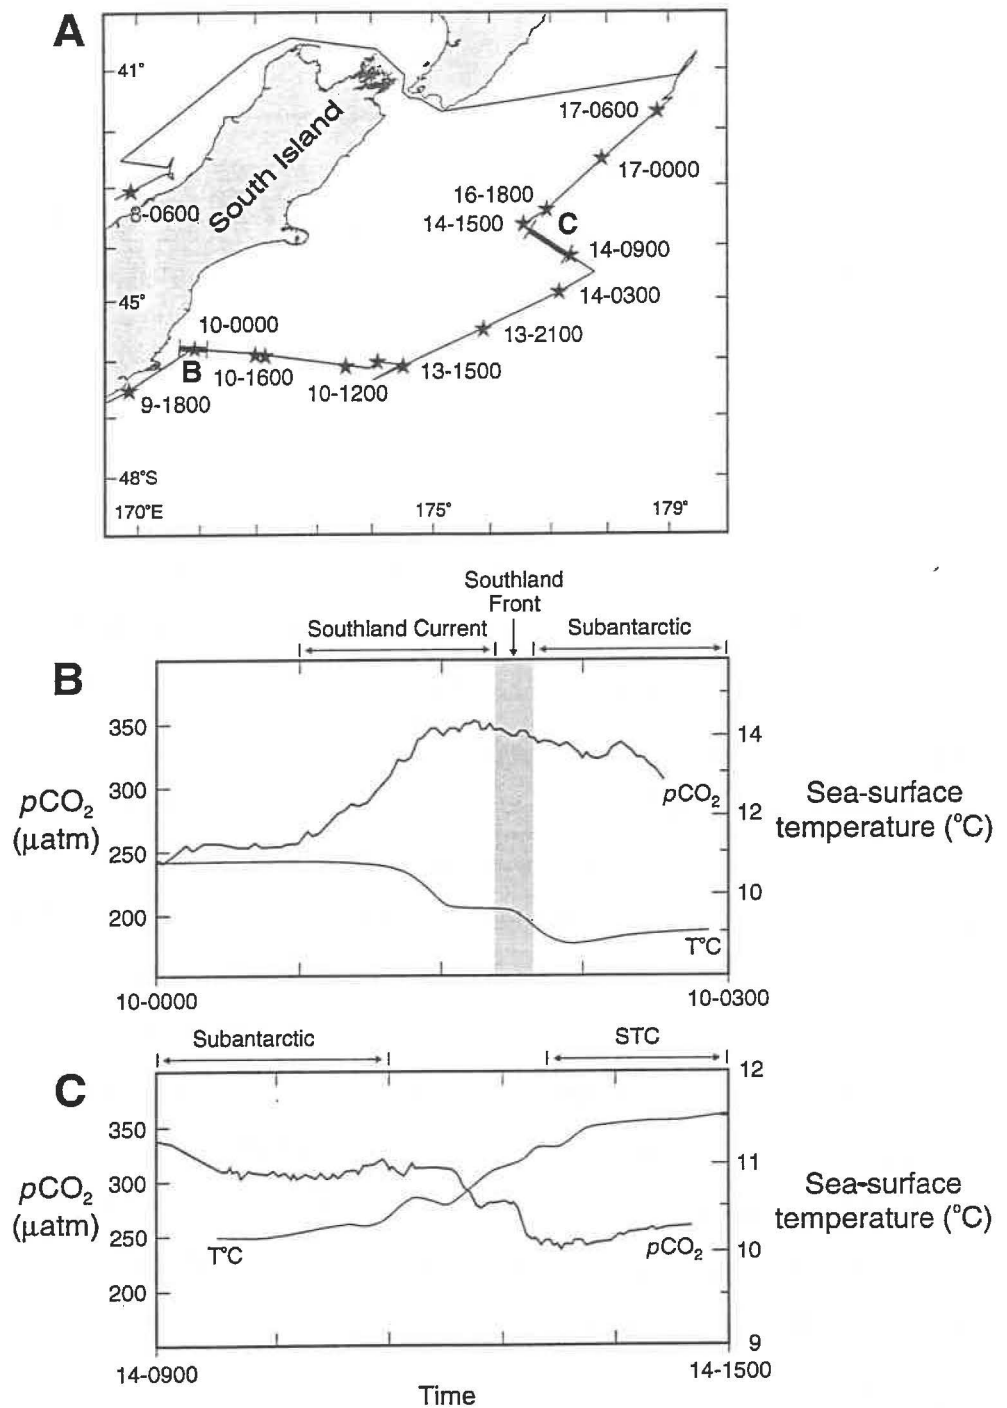 A
41°
South Island
8-0600
17-0600
17-0000
16-1800
14-1500
C
14-0900
14-0300
13-2100
13-1500
45°
10-0000
B
10-1600
10-1200
9-1800
48°S
170°E
175°
179°
Southland
Front
Southland Current
Subantarctic
B
350
300
250
200
pCO₂
(µatm)
14
12
10
Sea-surface
temperature (°C)
pCO₂
T°C
10-0000
10-0300
Subantarctic
STC
C
350
300
250
200
pCO₂
(µatm)
12
11
10
9
Sea-surface
temperature (°C)
T°C
pCO₂
14-0900
14-1500
Time